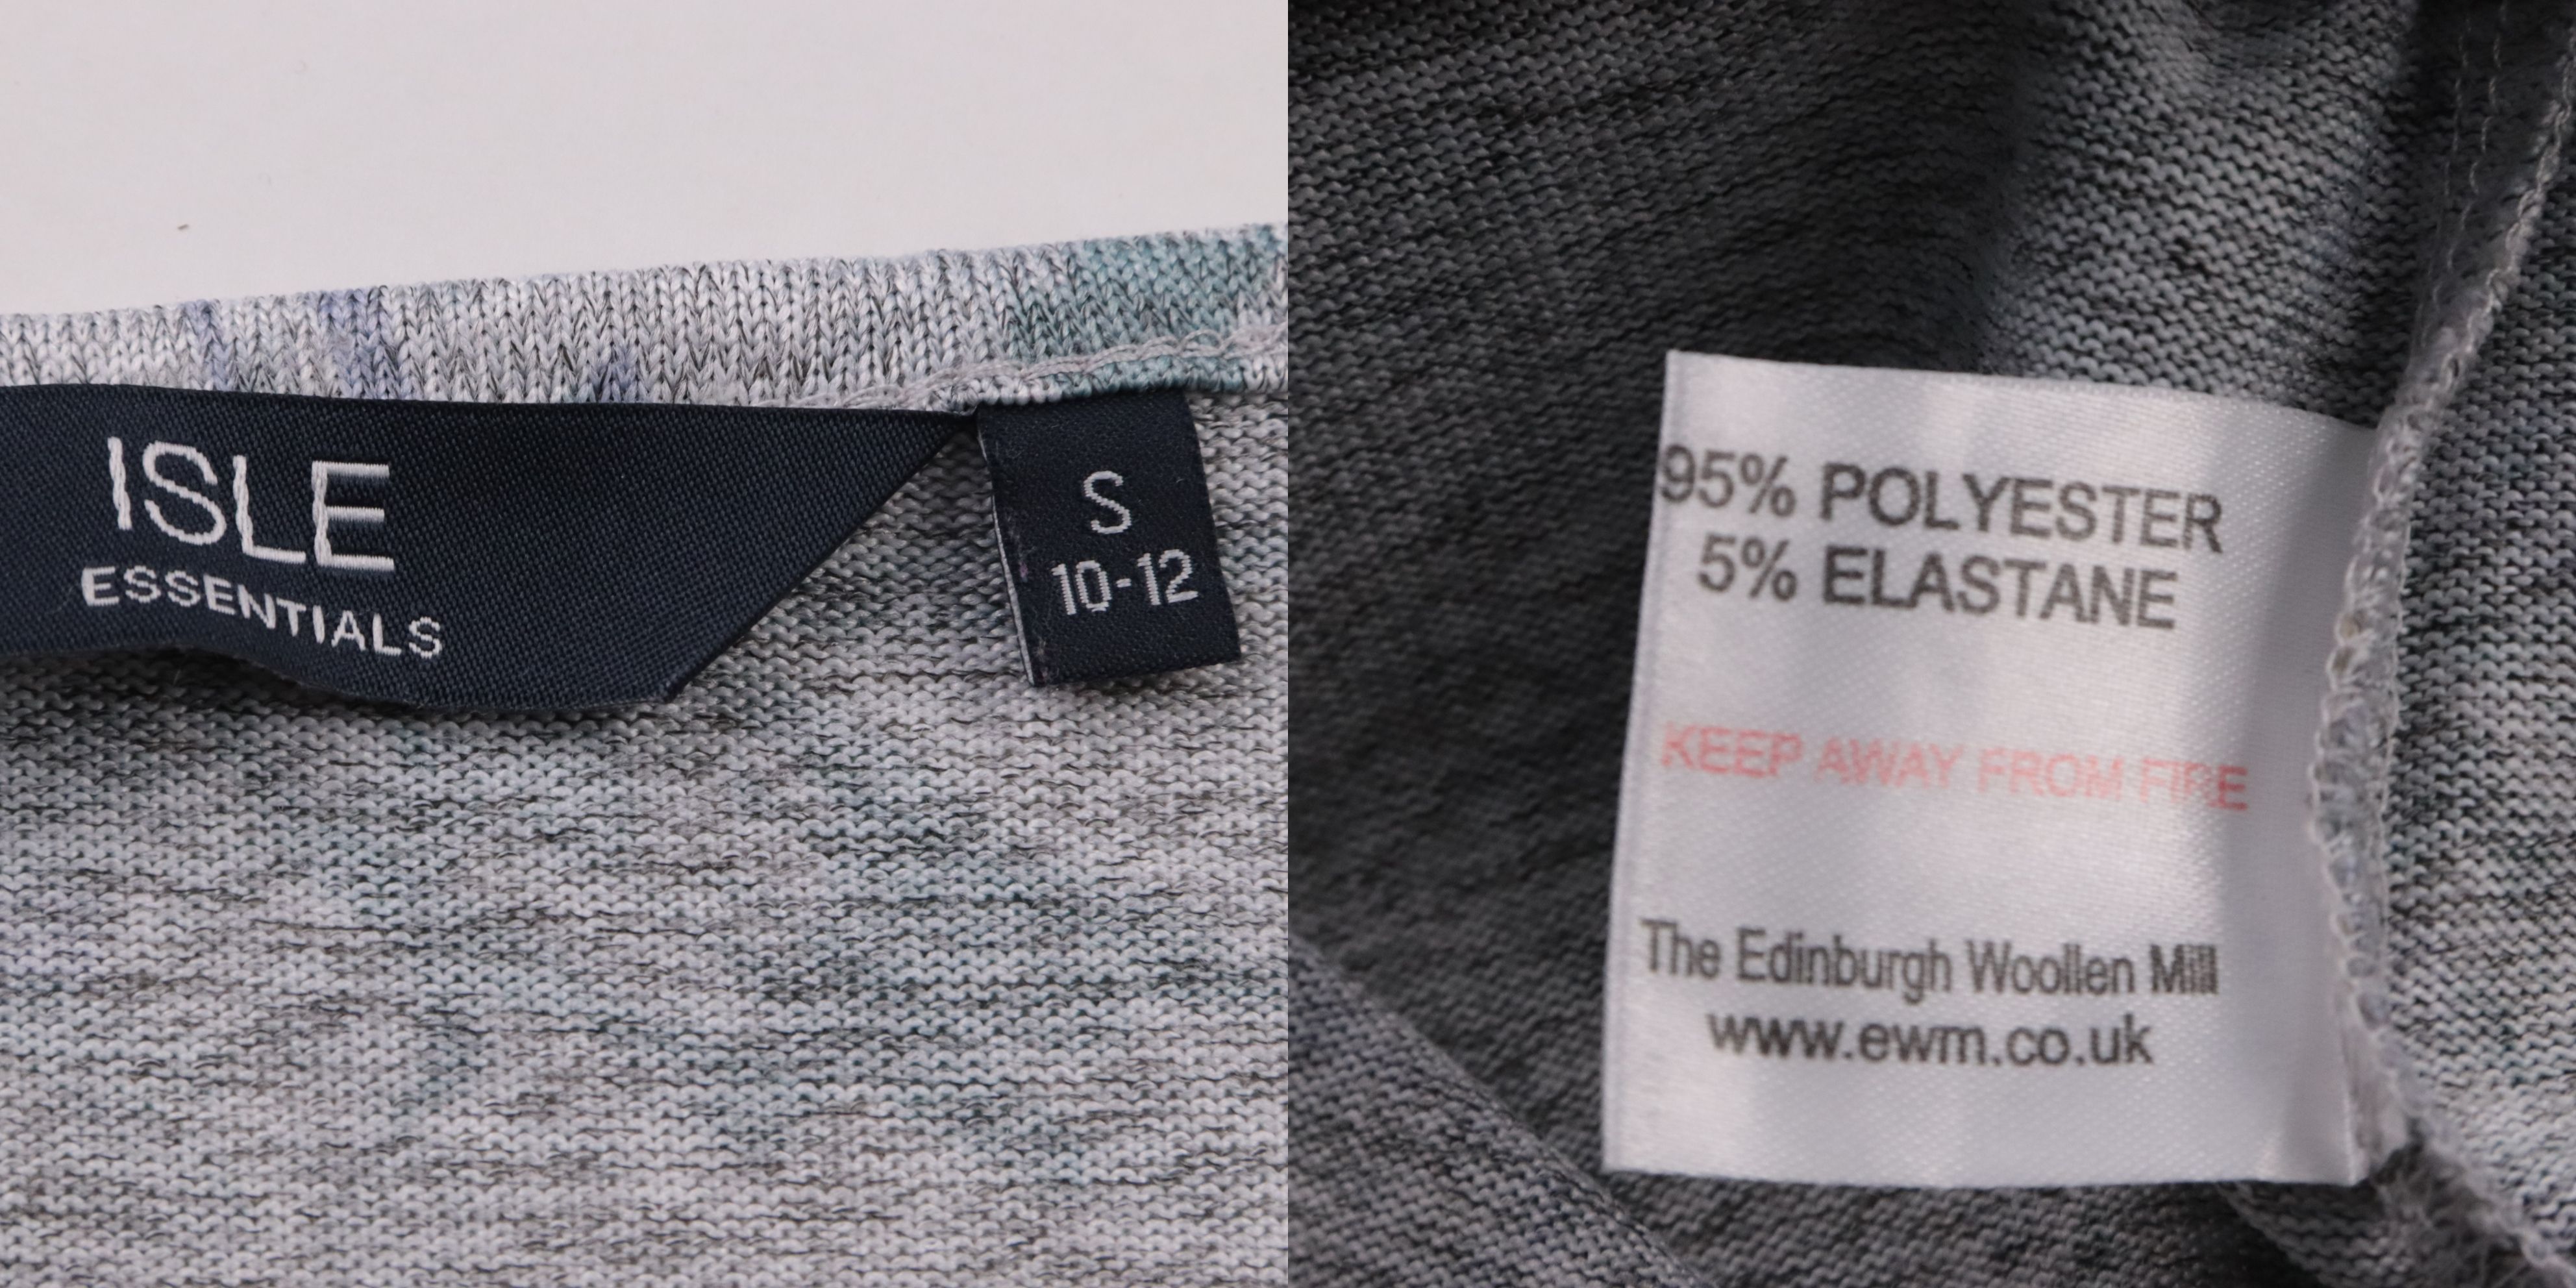 ISLE
ESSENTIALS
S
10-12
95% POLYESTER
5% ELASTANE
KEEP AWAY FROM FIRE
The Edinburgh Woollen Mill
www.ewm.co.uk